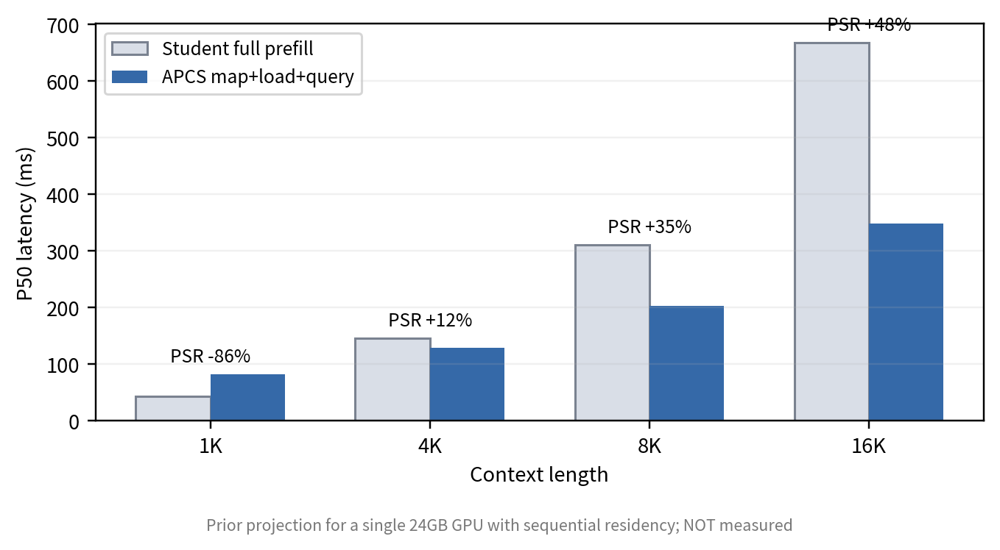 PSR +48%
700
Student full prefill
APCS map+load+query
600
500
400
PSR +35%
300
200
PSR +12%
PSR -86%
100
0
P50 latency (ms)
1K 4K 8K 16K
Context length
Prior projection for a single 24GB GPU with sequential residency; NOT measured